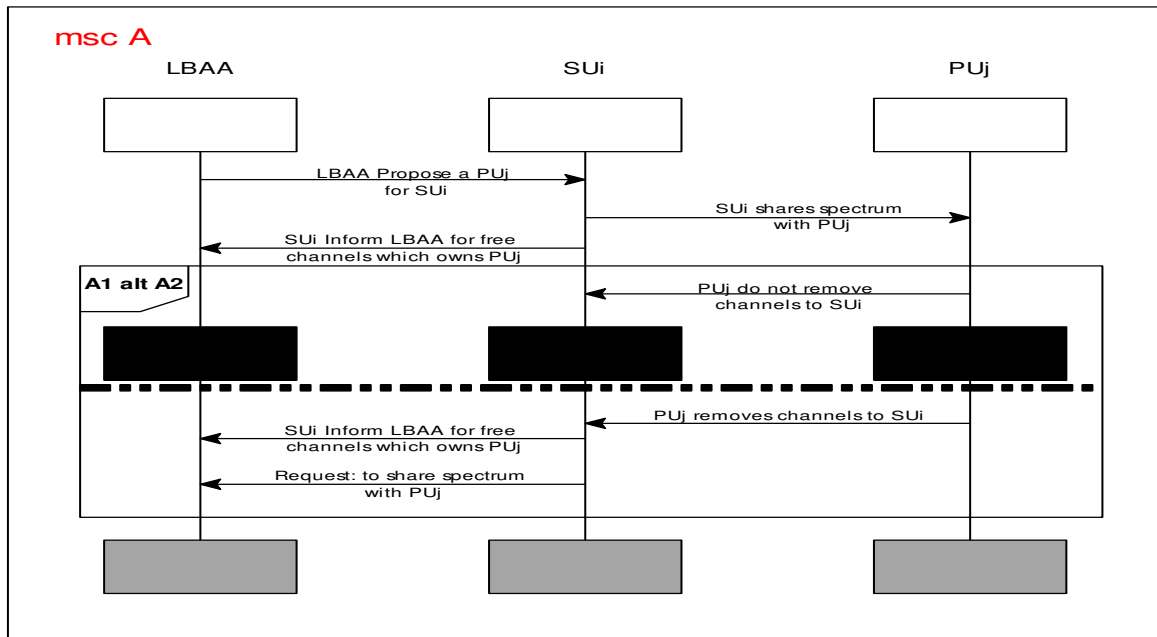 msc A
LBAA
SUi
PUj
LBAA Propose a PUj
for SUi
SUi shares spectrum
with PUj
SUi Inform LBAA for free
channels which owns PUj
A1 alt A2
PUj do not remove
channels to SUi
PUj removes channels to SUi
SUi Inform LBAA for free
channels which owns PUj
Request: to share spectrum
with PUj